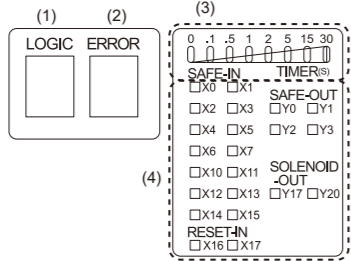 (1) (2) (3)
LOGIC ERROR
0 .1 .5 1 2 5 15 30
SAFE-IN TIMER(S)
X0 X1 SAFE-OUT
X2 X3 Y0 Y1
X4 X5 Y2 Y3
X6 X7
(4)
X10 X11 SOLENOID
-OUT
X12 X13 Y17 Y20
X14 X15
RESET-IN
X16 X17